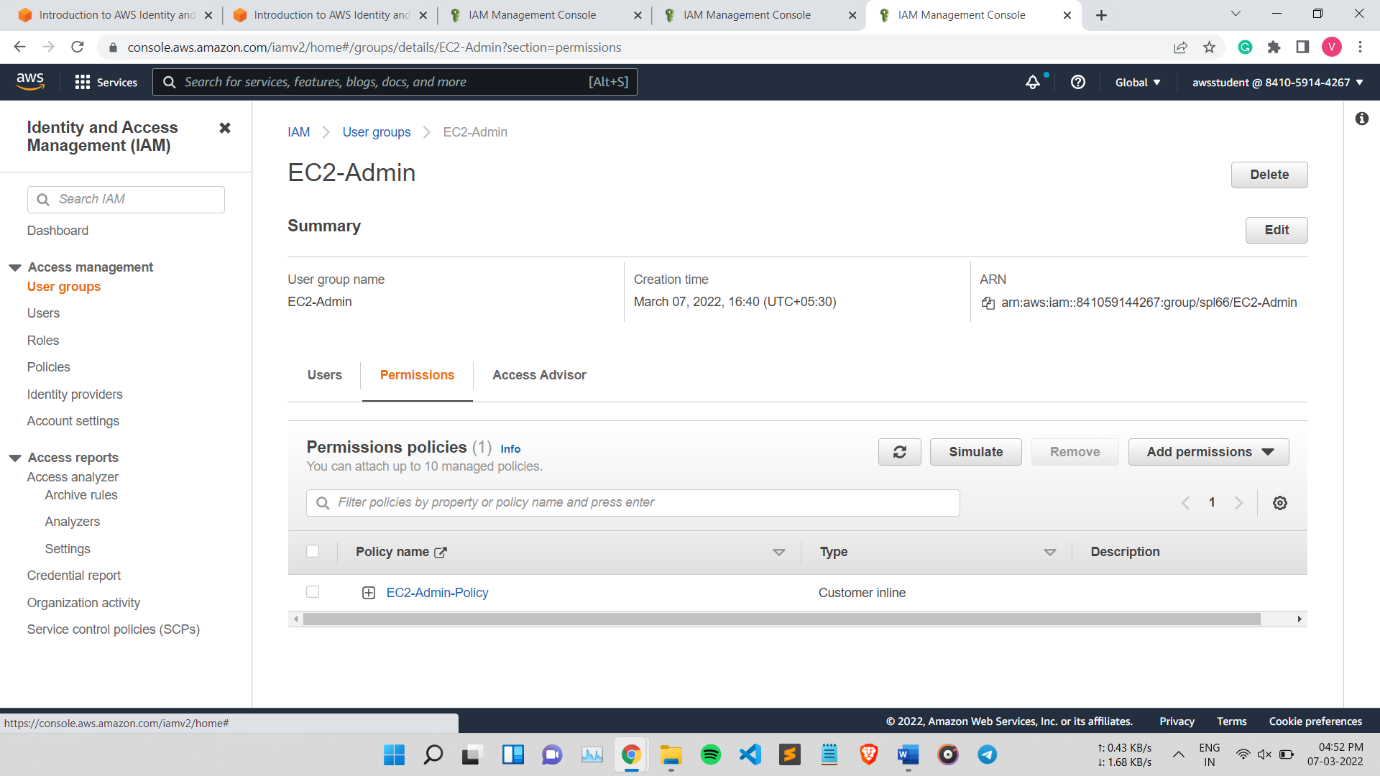 Introduction to AWS Identity and
Introduction to AWS Identity and
IAM Management Console
IAM Management Console
IAM Management Console
console.aws.amazon.com/iamv2/home#/groups/details/EC2-Admin?section=permissions
V
aws
Services
Search for services, features, blogs, docs, and more
[Alt+S]
Global
awsstudent @ 8410-5914-4267
Identity and Access
Management (IAM)
Search IAM
Dashboard
Access management
User groups
Users
Roles
Policies
Identity providers
Account settings
Access reports
Access analyzer
Archive rules
Analyzers
Settings
Credential report
Organization activity
Service control policies (SCPs)
IAM
User groups
EC2-Admin
EC2-Admin
Delete
Summary
Edit
User group name
EC2-Admin
Creation time
March 07, 2022, 16:40 (UTC+05:30)
ARN
arn:aws:iam::841059144267:group/spl66/EC2-Admin
Users
Permissions
Access Advisor
Permissions policies (1) Info
You can attach up to 10 managed policies.
Simulate
Remove
Add permissions
Filter policies by property or policy name and press enter
1
Policy name
Type
Description
EC2-Admin-Policy
Customer inline
https://console.aws.amazon.com/iamv2/home#
© 2022, Amazon Web Services, Inc. or its affiliates.
Privacy
Terms
Cookie preferences
↑: 0.43 KB/s
↓: 1.68 KB/s
ENG
IN
04:52 PM
07-03-2022